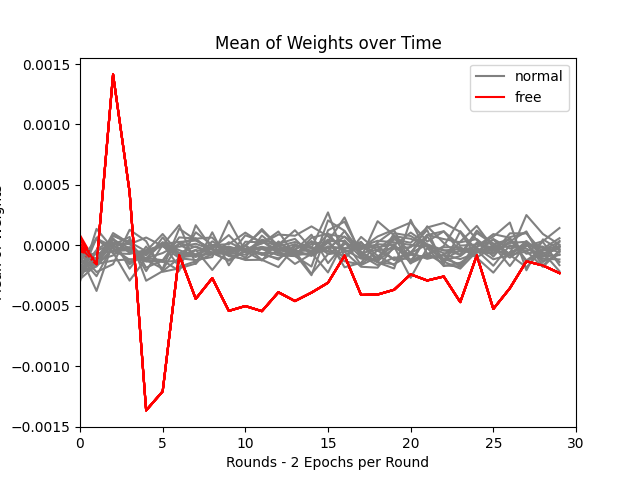 Mean of Weights over Time
0.0015
0.0010
0.0005
0.0000
−0.0005
−0.0010
−0.0015
0 5 10 15 20 25 30
Rounds - 2 Epochs per Round
normal
free